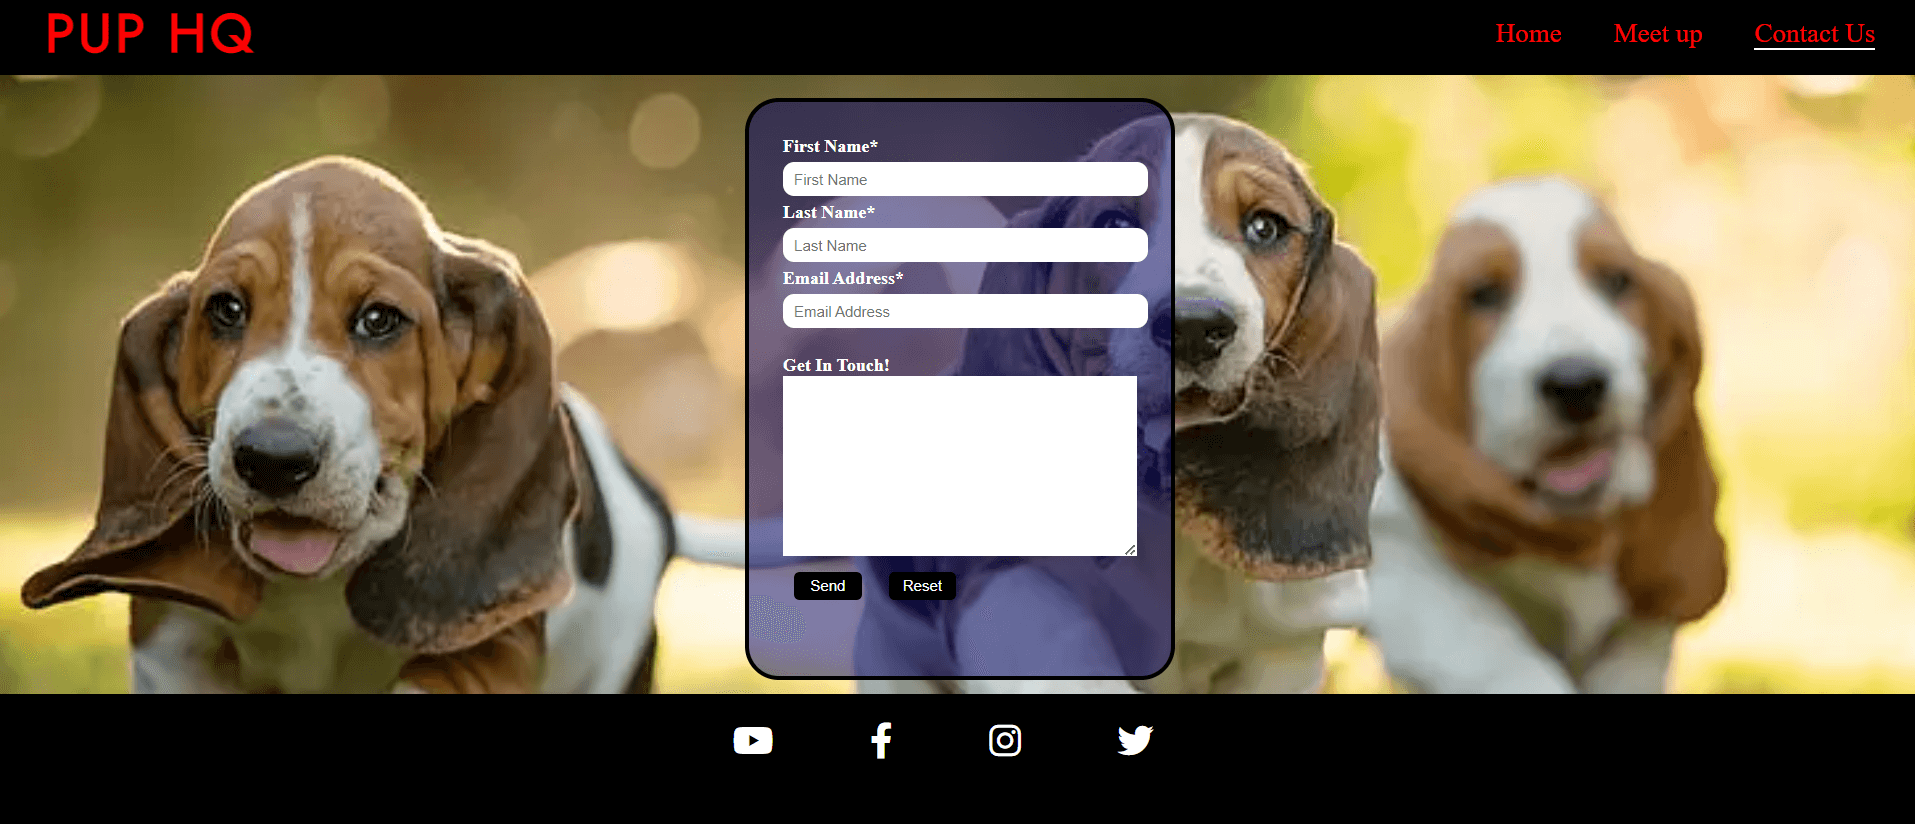 PUP HQ
Home Meet up Contact Us
First Name*
First Name
Last Name*
Last Name
Email Address*
Email Address
Get In Touch!
Send Reset